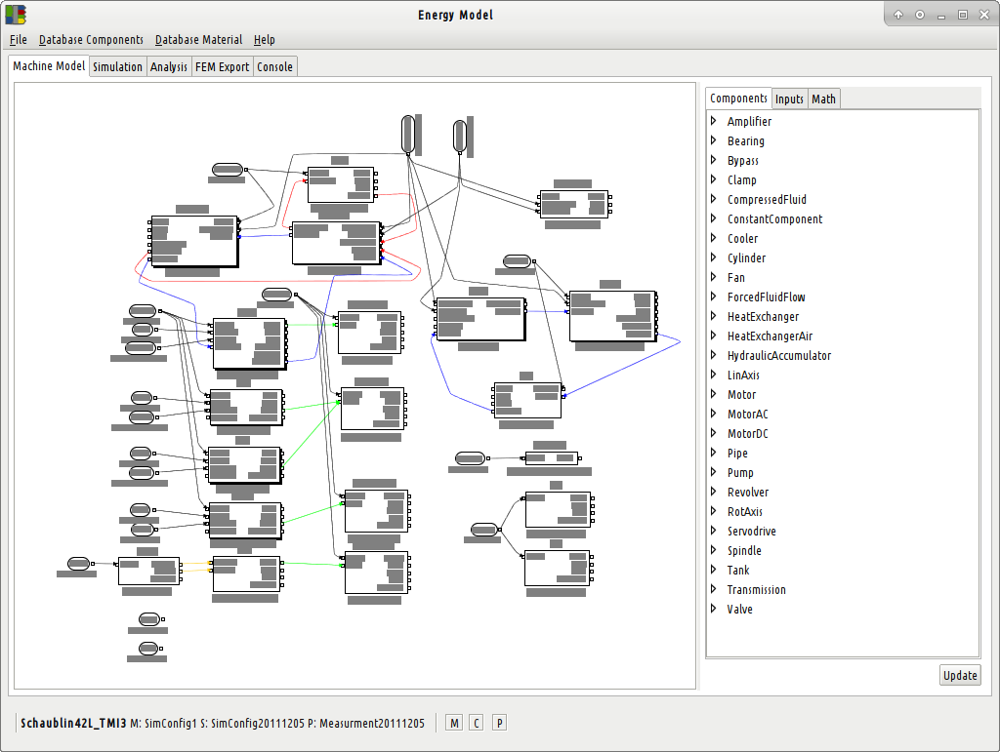 Energy Model
File Database Components Database Material Help
Machine Model Simulation Analysis FEM Export Console
Components Inputs Math
Amplifier
Bearing
Bypass
Clamp
CompressedFluid
ConstantComponent
Cooler
Cylinder
Fan
ForcedFluidFlow
HeatExchanger
HeatExchangerAir
HydraulicAccumulator
LinAxis
Motor
MotorAC
MotorDC
Pipe
Pump
Revolver
RotAxis
Servodrive
Spindle
Tank
Transmission
Valve
Update
Schaublin42L_TMI3 M: SimConfig1 S: SimConfig20111205 P: Measurment20111205 M C P